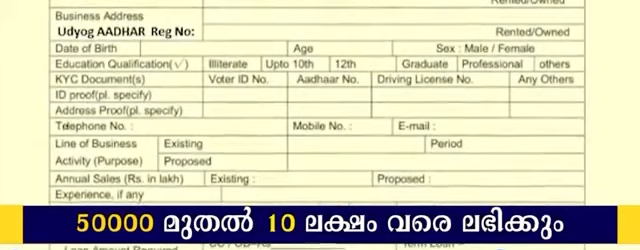 Rented/Owned
Business Address
Udyog AADHAR Reg No: Rented/Owned
Date of Birth Age Sex : Male / Female
Education Qualification(√) Illiterate Upto 10th 12th Graduate Professional others
KYC Document(s) Voter ID No. Aadhaar No. Driving License No. Any Others
ID proof(pl. specify)
Address Proof(pl. specify)
Telephone No. : Mobile No. : E-mail :
Line of Business Existing Period
Activity (Purpose) Proposed
Annual Sales (Rs. in lakh) Existing : Proposed :
Experience, if any
50000 മുതൽ 10 ലക്ഷം വരെ ലഭിക്കും